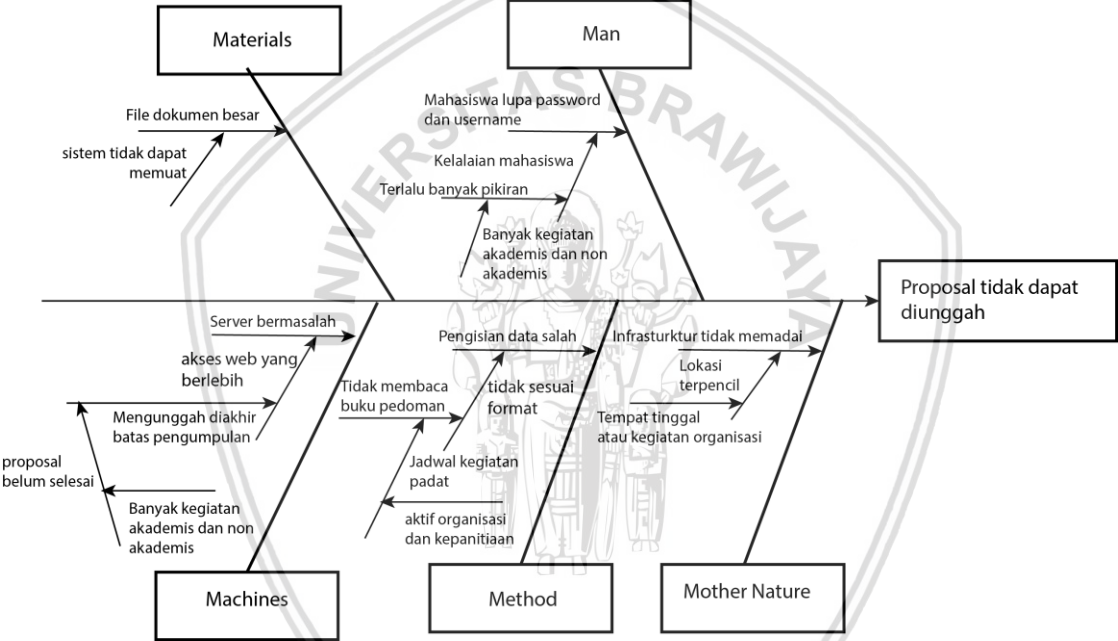 Materials
Man
File dokumen besar
sistem tidak dapat
memuat
Mahasiswa lupa password
dan username
Kelalaian mahasiswa
Terlalu banyak pikiran
Banyak kegiatan
akademis dan non
akademis
UNIVERSITAS BRAWIJAYA
Proposal tidak dapat
diunggah
Server bermasalah
akses web yang
berlebih
Mengunggah diakhir
batas pengumpulan
proposal
belum selesai
Banyak kegiatan
akademis dan non
akademis
Pengisian data salah
tidak sesuai
format
Tidak membaca
buku pedoman
Jadwal kegiatan
padat
aktif organisasi
dan kepanitiaan
Infrasturktur tidak memadai
Lokasi
terpencil
Tempat tinggal
atau kegiatan organisasi
Machines
Method
Mother Nature